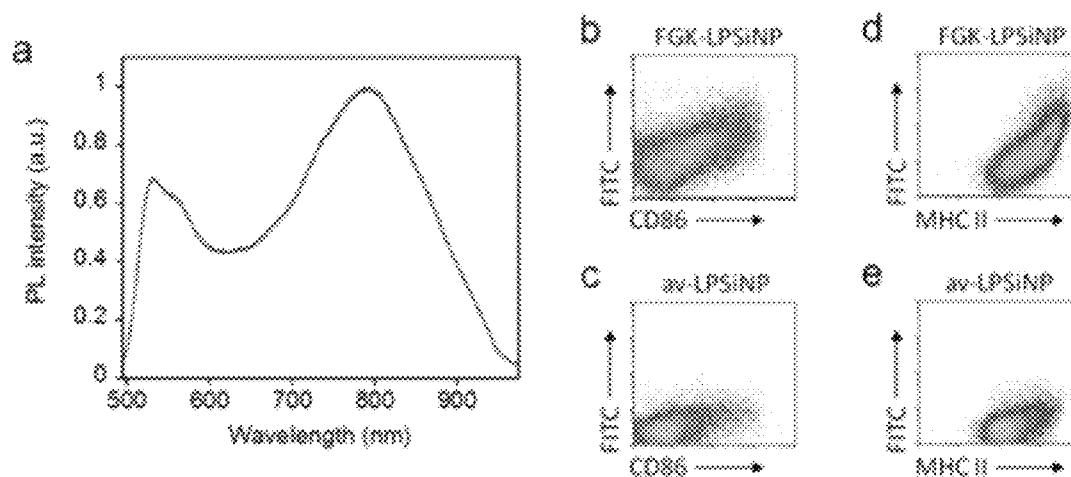 a
PL intensity (a.u.)
1
0.8
0.6
0.4
0.2
0
500 600 700 800 900
Wavelength (nm)
b
FGK-LPSiNP
FITC
CD86
c
av-LPSiNP
FITC
CD86
d
FGK-LPSiNP
FITC
MHC II
e
av-LPSiNP
FITC
MHC II